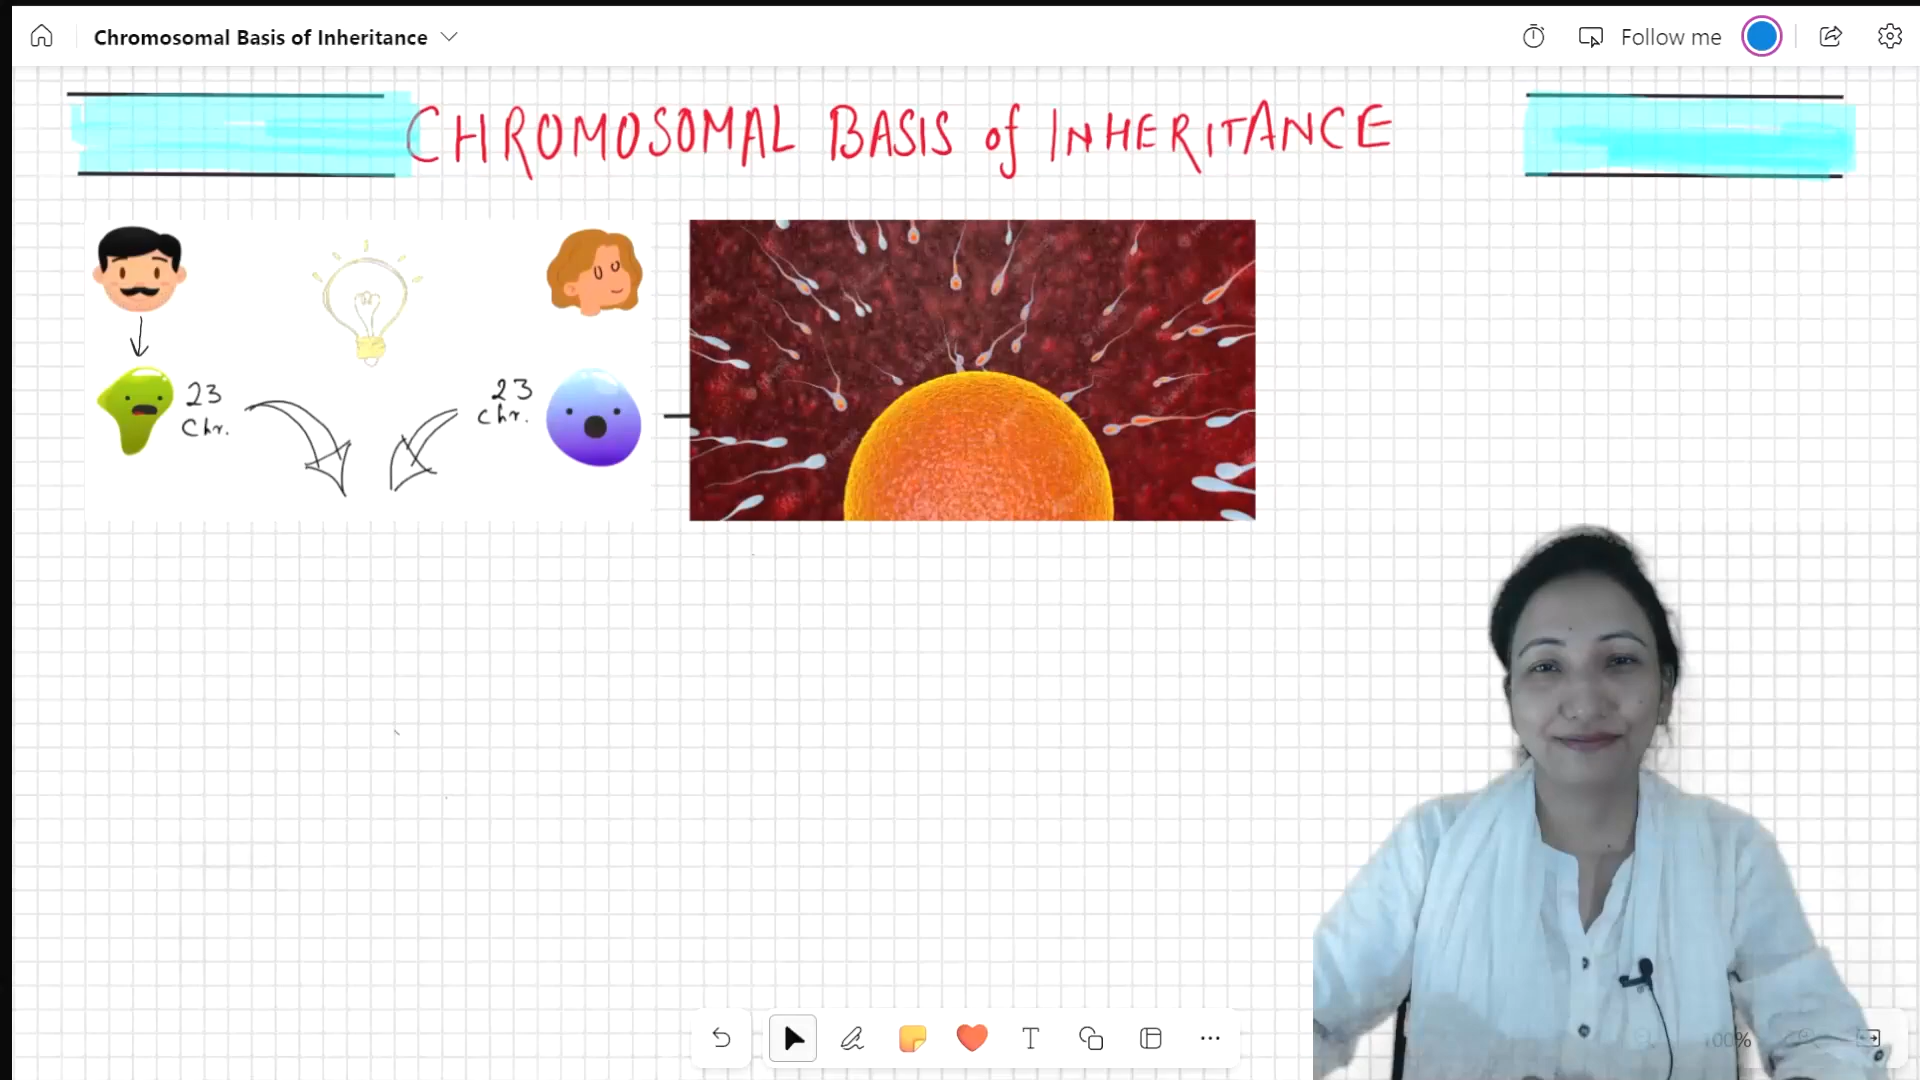 Chromosomal Basis of Inheritance
Follow me
CHROMOSOMAL BASIS of INHERITANCE
23
Chr.
23
Chr.